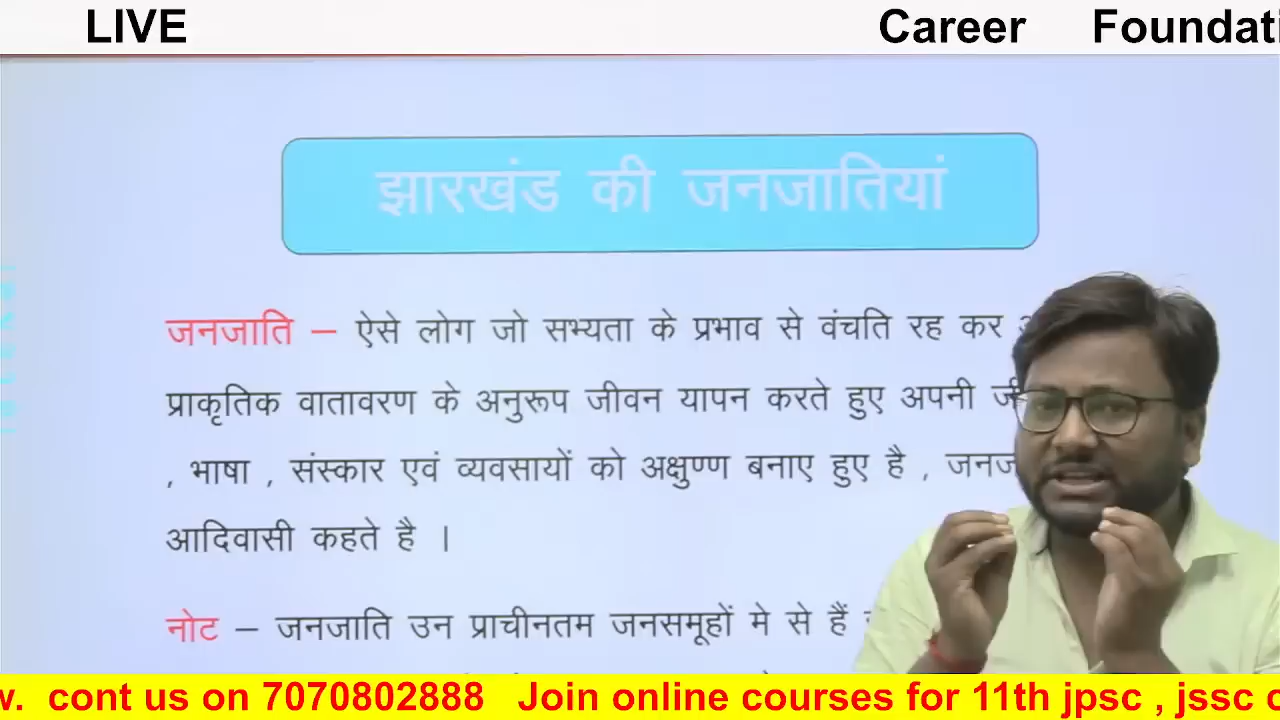 LIVE Career Foundati
झारखंड की जनजातियां
जनजाति – ऐसे लोग जो सभ्यता के प्रभाव से वंचति रह कर
प्राकृतिक वातावरण के अनुरूप जीवन यापन करते हुए अपनी
, भाषा , संस्कार एवं व्यवसायों को अक्षुण्ण बनाए हुए है ,
आदिवासी कहते है ।
नोट – जनजाति उन प्राचीनतम जनसमूहों मे से हैं
w. cont us on 7070802888 Join online courses for 11th jpsc , jssc c